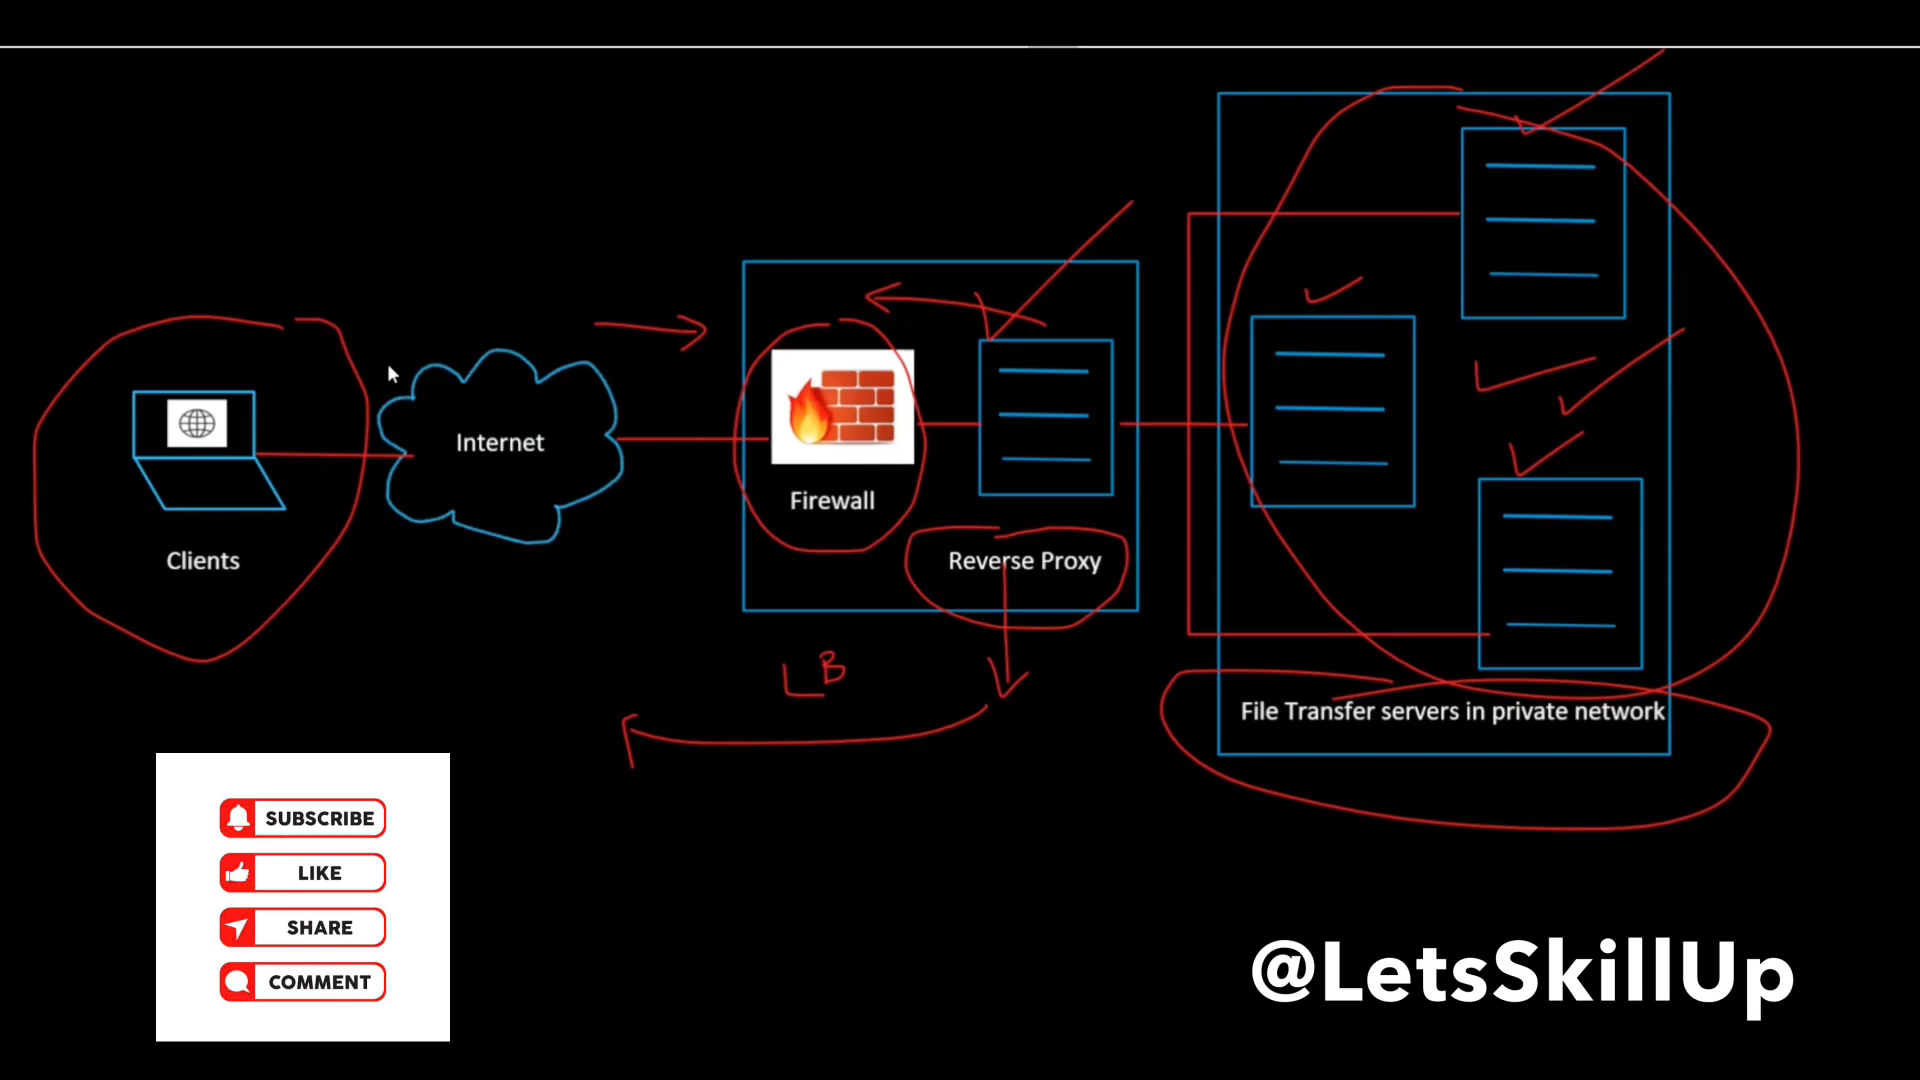 Internet
Clients
Firewall
Reverse Proxy
LB
File Transfer servers in private network
SUBSCRIBE
LIKE
SHARE
COMMENT
@LetsSkillUp